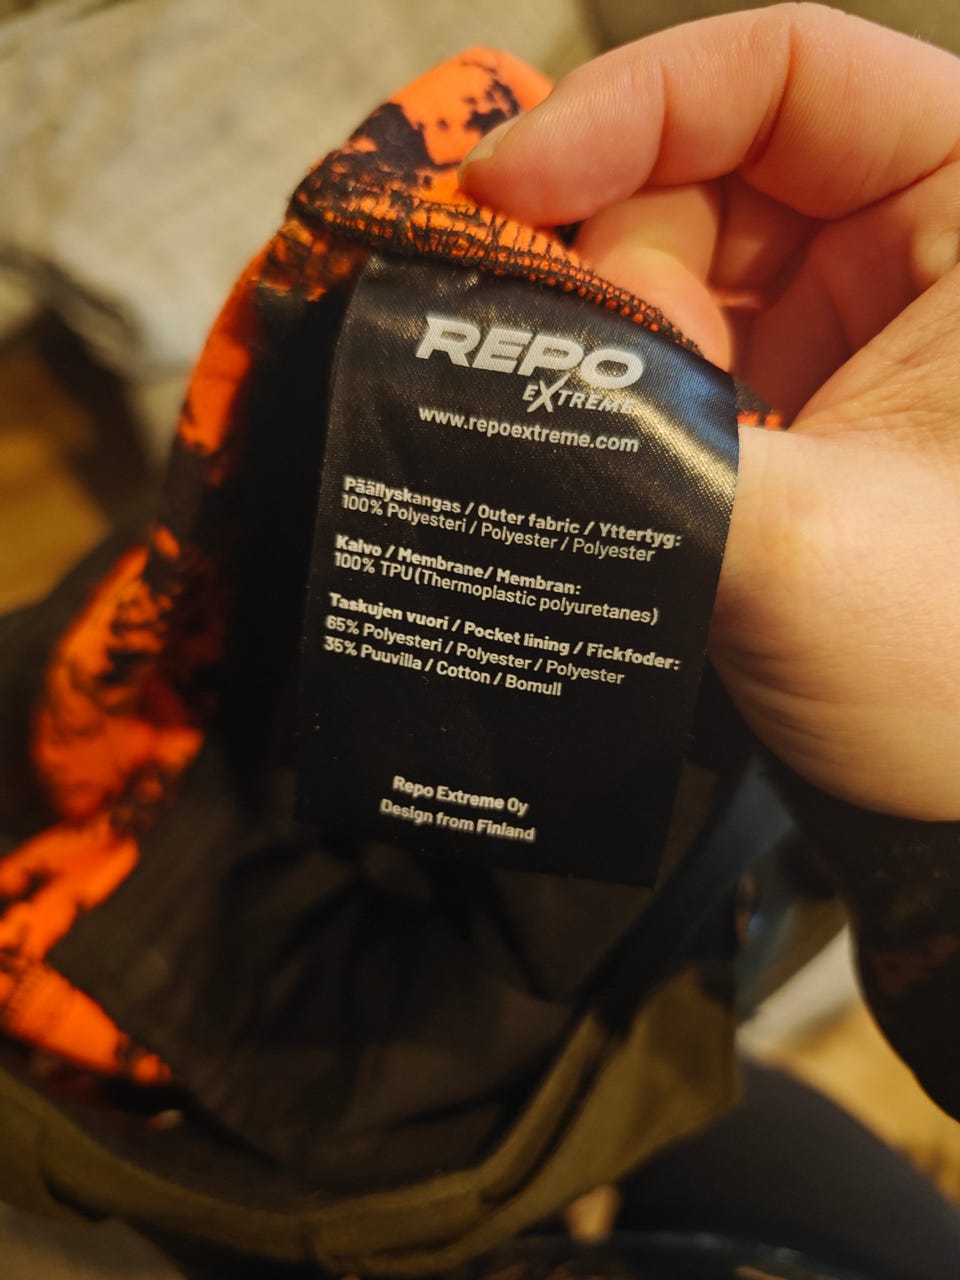 REPO
EXTREME
www.repoextreme.com
Päällyskangas / Outer fabric / Yttertyg:
100% Polyesteri / Polyester / Polyester
Kalvo / Membrane/ Membran:
100% TPU (Thermoplastic polyuretanes)
Taskujen vuori / Pocket lining / Fickfoder:
65% Polyesteri / Polyester / Polyester
35% Puuvilla / Cotton / Bomull
Repo Extreme Oy
Design from Finland